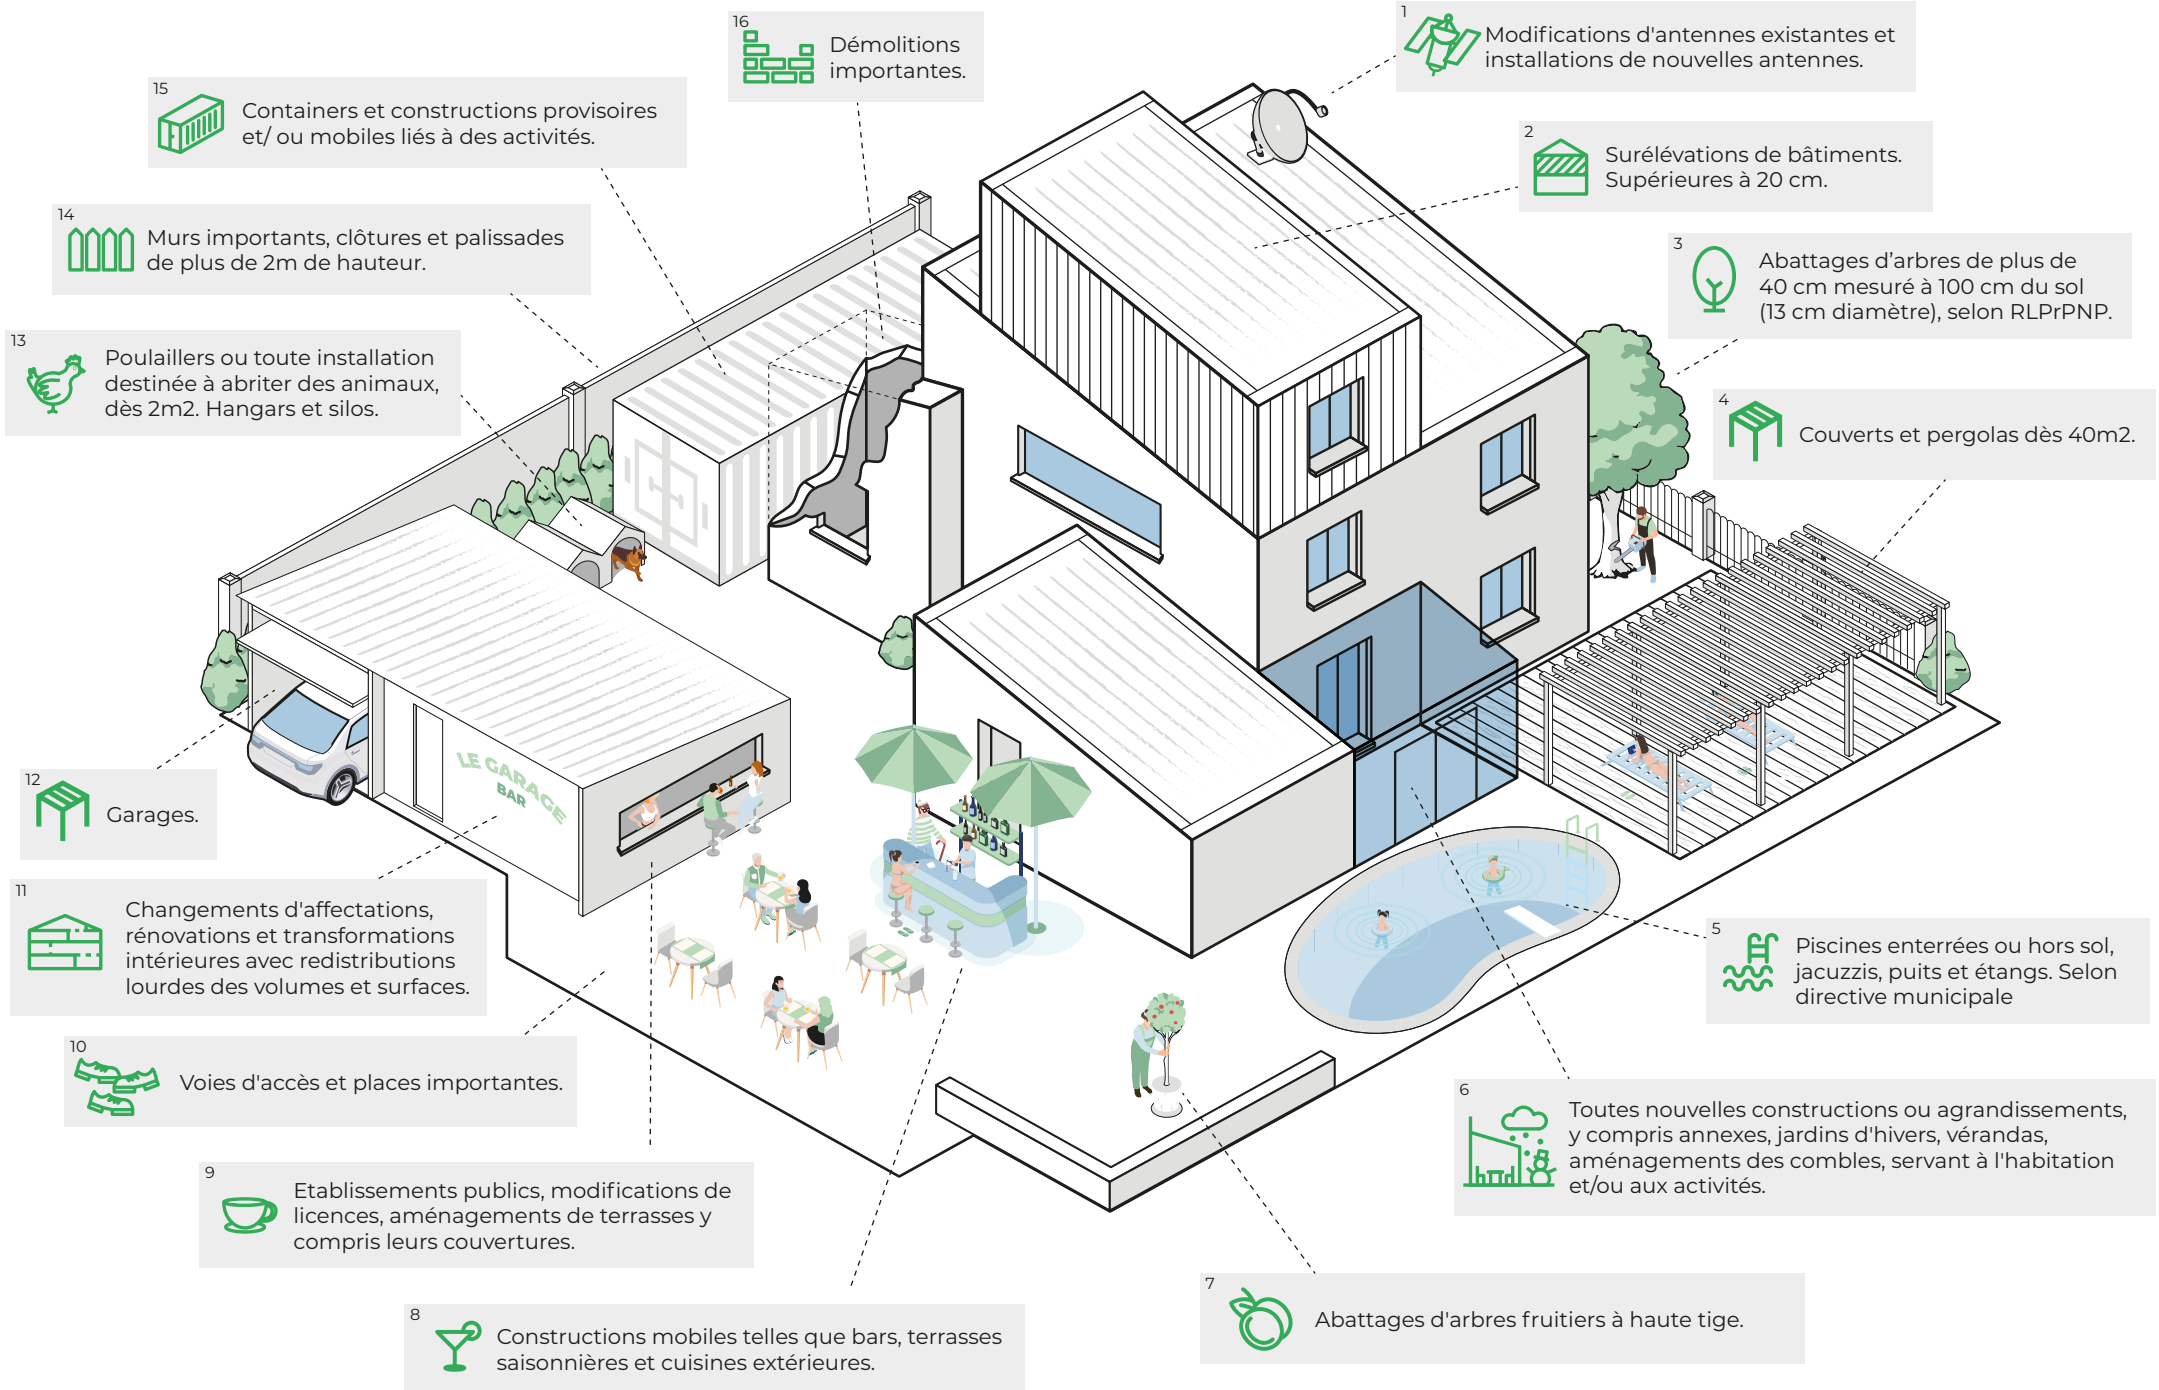 1
Modifications d'antennes existantes et
installations de nouvelles antennes.
2
Surélévations de bâtiments.
Supérieures à 20 cm.
3
Abattages d’arbres de plus de
40 cm mesuré à 100 cm du sol
(13 cm diamètre), selon RLPrPNP.
4
Couverts et pergolas dès 40m2.
5
Piscines enterrées ou hors sol,
jacuzzis, puits et étangs. Selon
directive municipale
6
Toutes nouvelles constructions ou agrandissements,
y compris annexes, jardins d'hivers, vérandas,
aménagements des combles, servant à l'habitation
et/ou aux activités.
7
Abattages d'arbres fruitiers à haute tige.
8
Constructions mobiles telles que bars, terrasses
saisonnières et cuisines extérieures.
9
Etablissements publics, modifications de
licences, aménagements de terrasses y
compris leurs couvertures.
10
Voies d'accès et places importantes.
11
Changements d'affectations,
rénovations et transformations
intérieures avec redistributions
lourdes des volumes et surfaces.
12
Garages.
13
Poulaillers ou toute installation
destinée à abriter des animaux,
dès 2m2. Hangars et silos.
14
Murs importants, clôtures et palissades
de plus de 2m de hauteur.
15
Containers et constructions provisoires
et/ ou mobiles liés à des activités.
16
Démolitions
importantes.
LE GARAGE
BAR